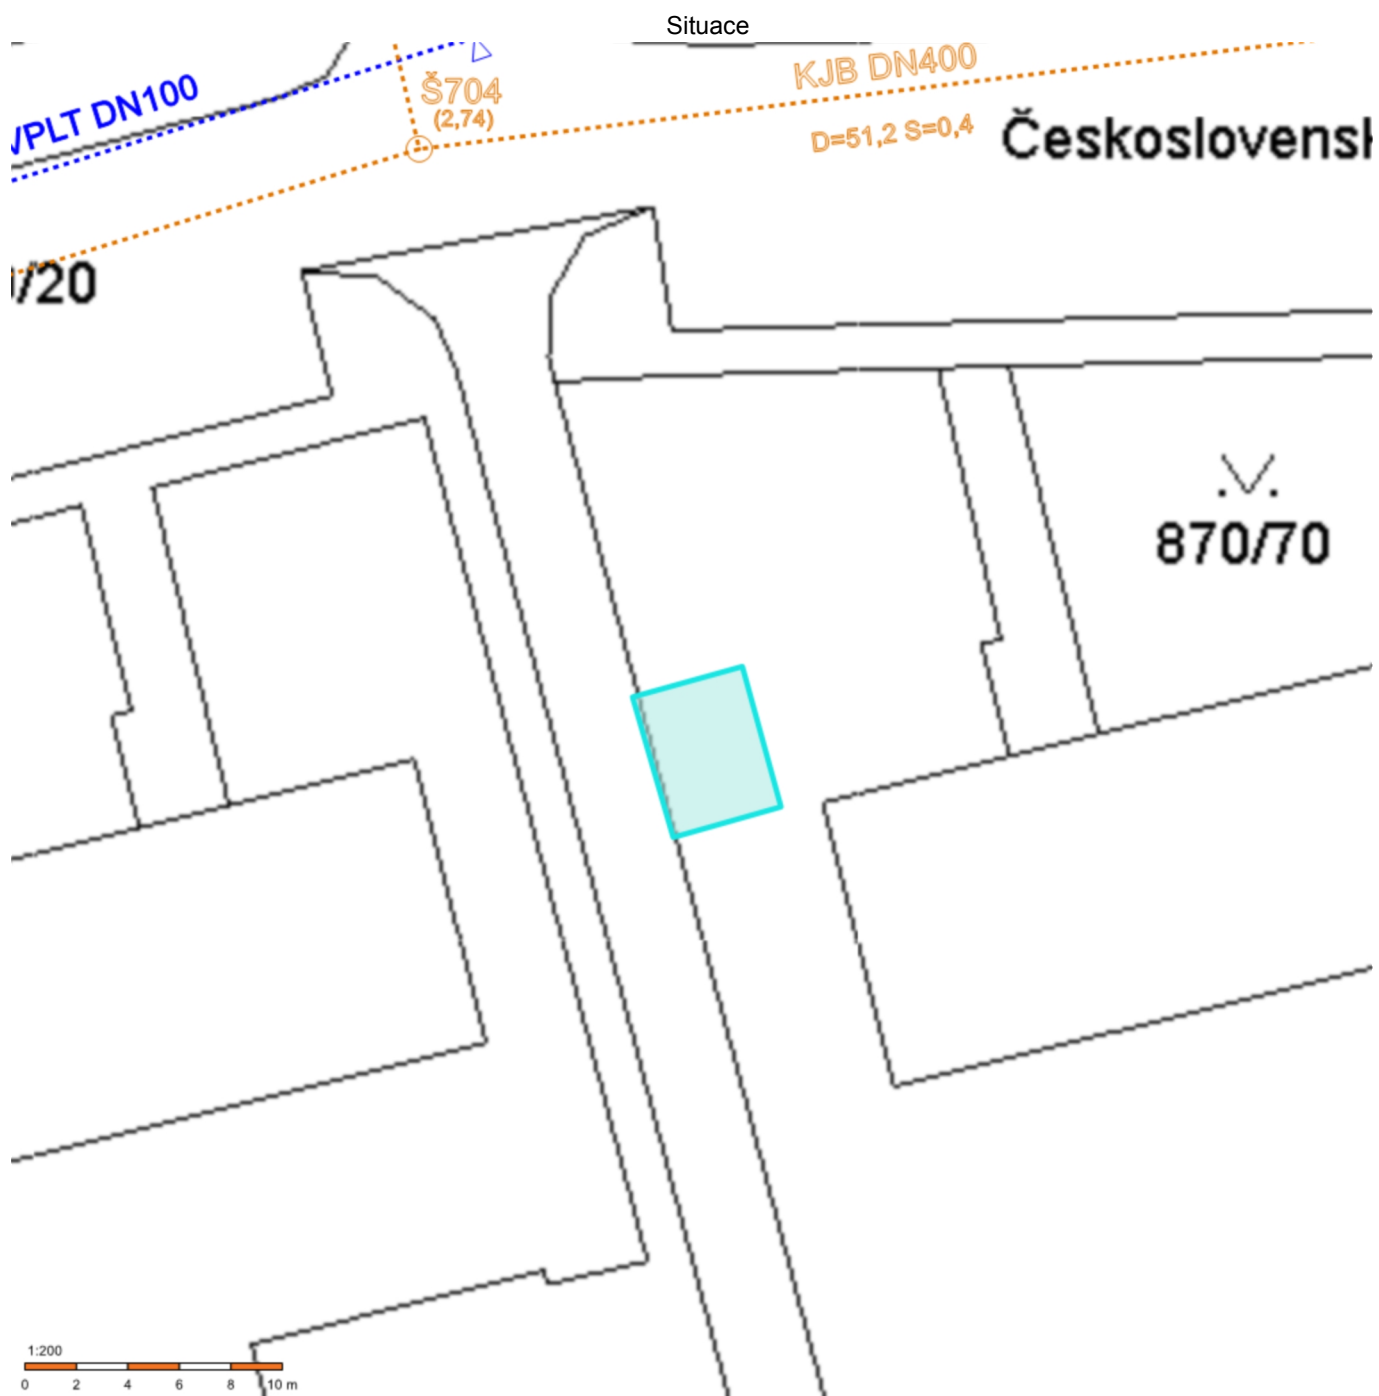 Situace
VPLT DN100
Š704
(2,74)
KJB DN400
D=51,2 S=0,4
Československ
/20
870/70
1:200
0 2 4 6 8 10 m